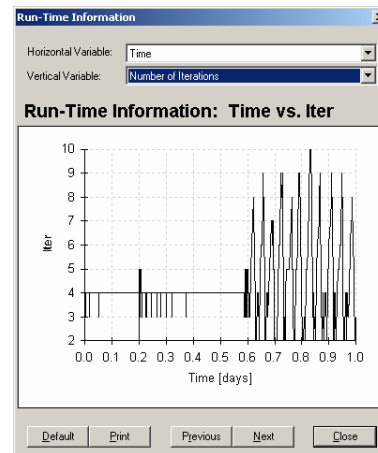 Run-Time Information
Horizontal Variable: Time
Vertical Variable: Number of Iterations
Run-Time Information: Time vs. Iter
10
9
8
7
6
5
4
3
2
Iter
0.0 0.1 0.2 0.3 0.4 0.5 0.6 0.7 0.8 0.9 1.0
Time [days]
Default Print Previous Next Close